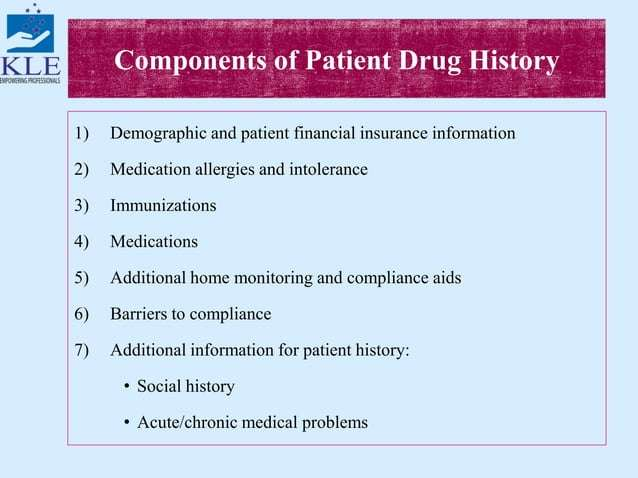 KLE
EMPOWERING PROFESSIONALS
Components of Patient Drug History
1) Demographic and patient financial insurance information
2) Medication allergies and intolerance
3) Immunizations
4) Medications
5) Additional home monitoring and compliance aids
6) Barriers to compliance
7) Additional information for patient history:
• Social history
• Acute/chronic medical problems